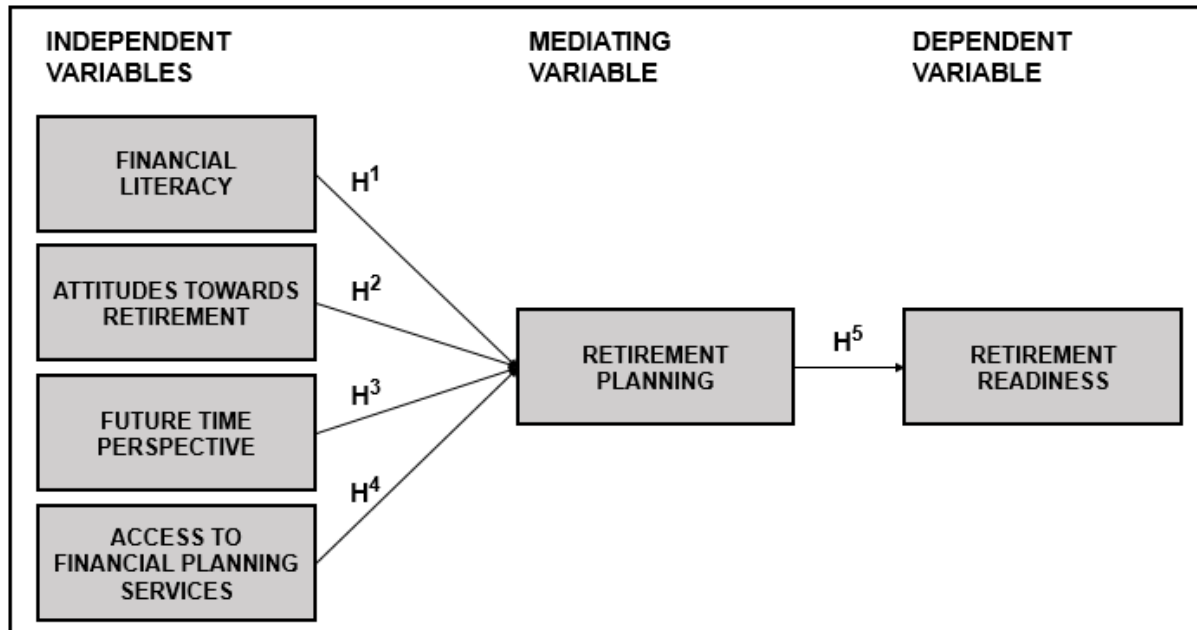 INDEPENDENT
VARIABLES
MEDIATING
VARIABLE
DEPENDENT
VARIABLE
FINANCIAL
LITERACY
H¹
ATTITUDES TOWARDS
RETIREMENT
H²
FUTURE TIME
PERSPECTIVE
H³
ACCESS TO
FINANCIAL PLANNING
SERVICES
H⁴
RETIREMENT
PLANNING
H⁵
RETIREMENT
READINESS